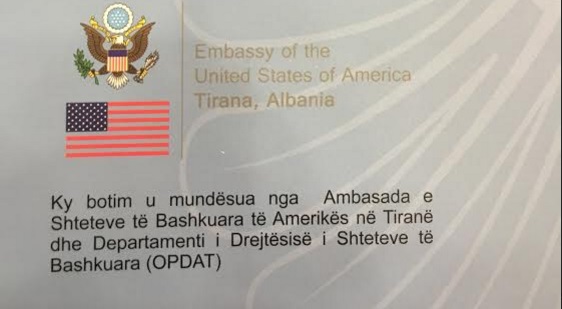 Embassy of the
United States of America
Tirana, Albania
Ky botim u mundësua nga Ambasada e
Shteteve të Bashkuara të Amerikës në Tiranë
dhe Departamenti i Drejtësisë i Shteteve të
Bashkuara (OPDAT)